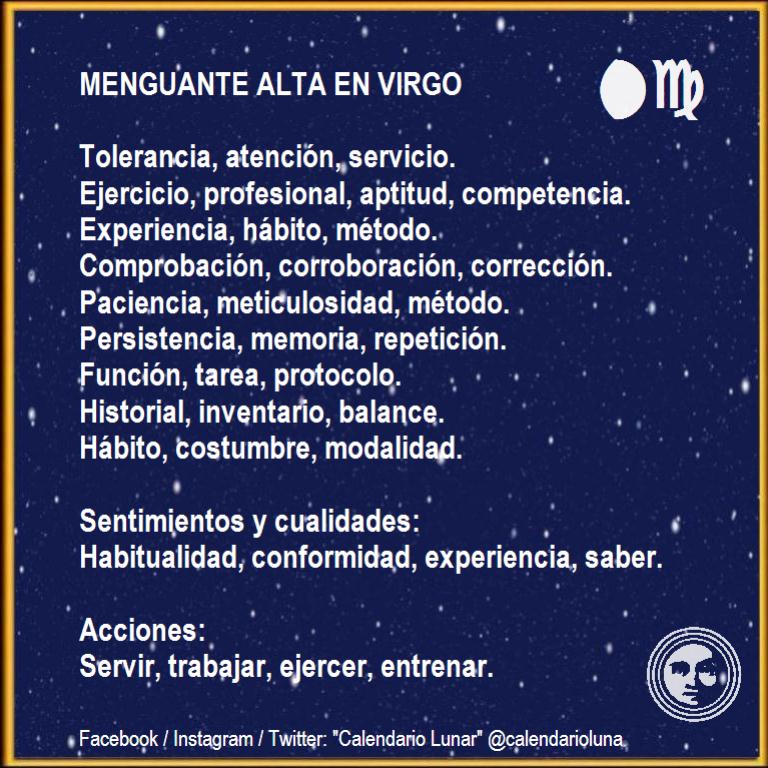 MENGUANTE ALTA EN VIRGO
Tolerancia, atención, servicio.
Ejercicio, profesional, aptitud, competencia.
Experiencia, hábito, método.
Comprobación, corroboración, corrección.
Paciencia, meticulosidad, método.
Persistencia, memoria, repetición.
Función, tarea, protocolo.
Historial, inventario, balance.
Hábito, costumbre, modalidad.
Sentimientos y cualidades:
Habitualidad, conformidad, experiencia, saber.
Acciones:
Servir, trabajar, ejercer, entrenar.
Facebook / Instagram / Twitter: "Calendario Lunar" @calendarioluna